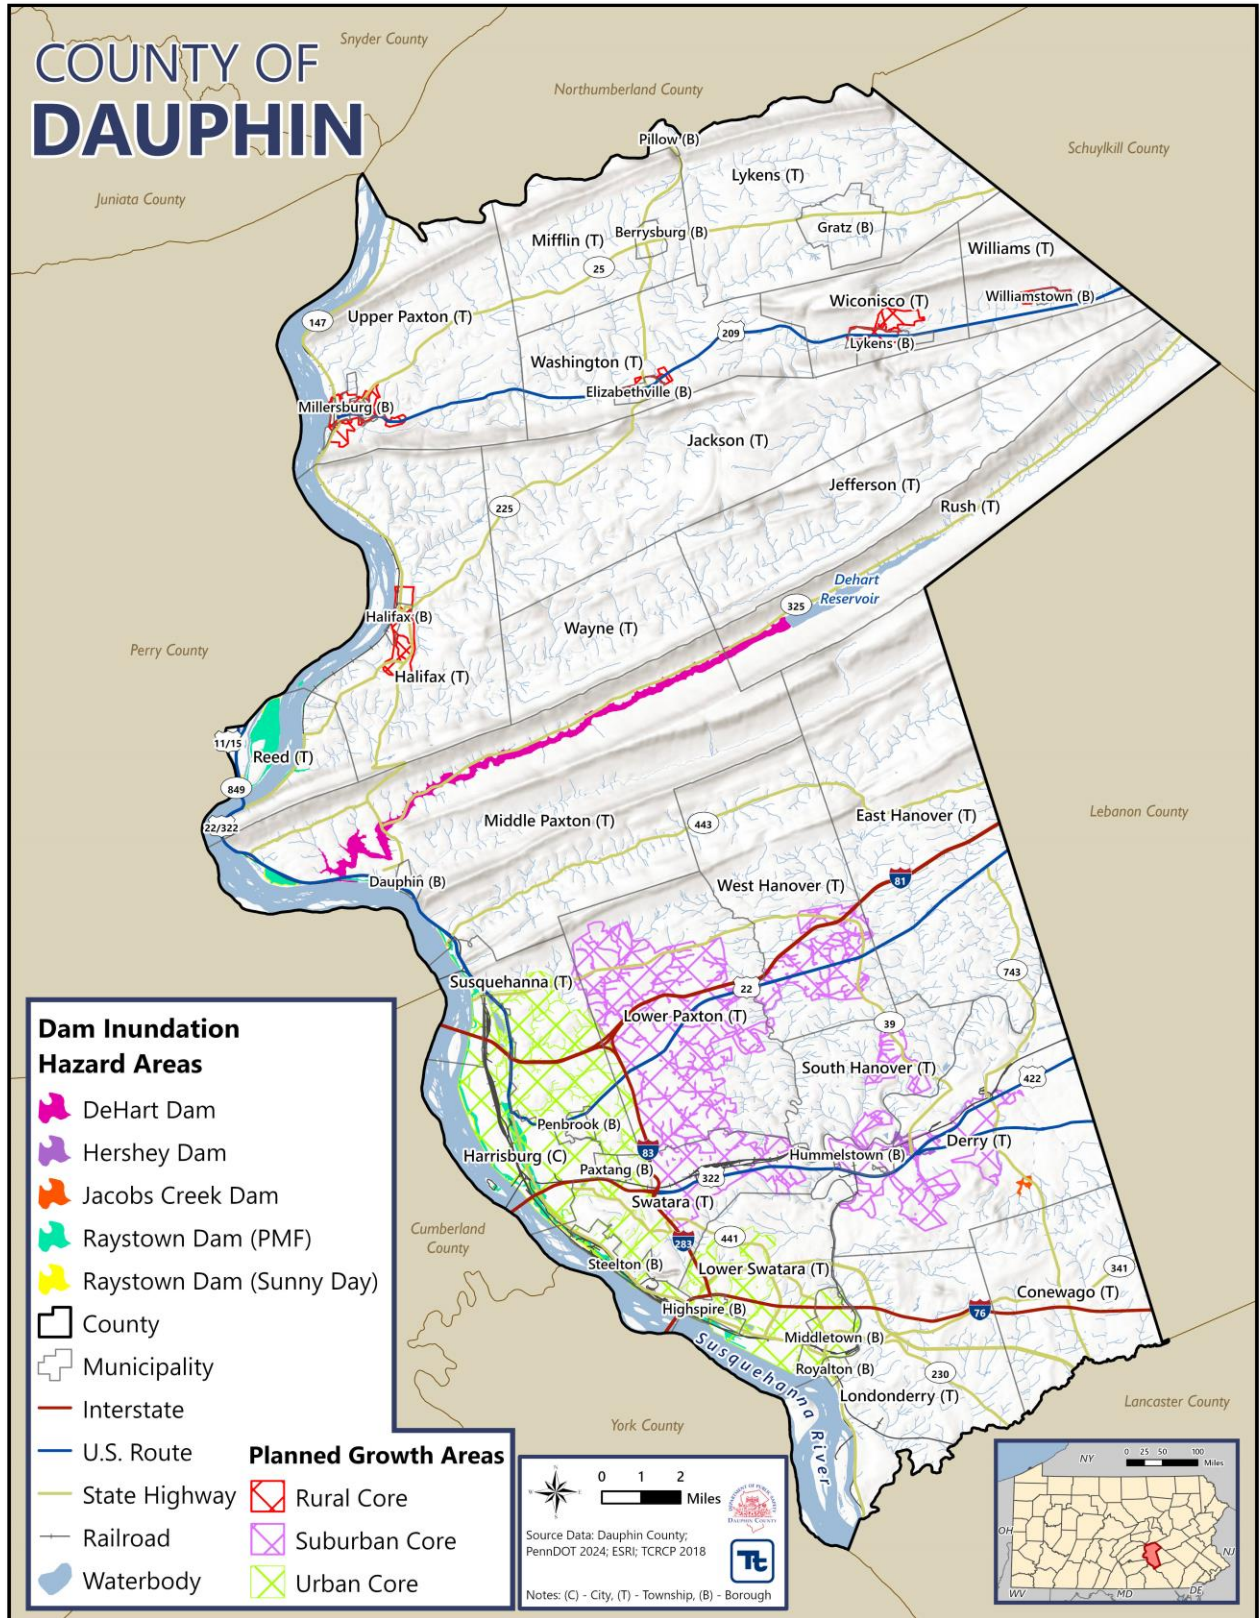 COUNTY OF
DAUPHIN
Snyder County
Northumberland County
Schuylkill County
Juniata County
Pillow (B)
Lykens (T)
Mifflin (T)
Berrysburg (B)
Gratz (B)
Williams (T)
25
147
Upper Paxton (T)
Wiconisco (T)
Williamstown (B)
209
Lykens (B)
Washington (T)
Elizabethville (B)
Millersburg (B)
Jackson (T)
Jefferson (T)
Rush (T)
225
Dehart
Reservoir
325
Halifax (B)
Wayne (T)
Perry County
Halifax (T)
11/15
Reed (T)
849
22/322
Middle Paxton (T)
443
East Hanover (T)
Lebanon County
Dauphin (B)
West Hanover (T)
81
743
Susquehanna (T)
22
Lower Paxton (T)
39
South Hanover (T)
422
Penbrook (B)
Harrisburg (C)
83
Hummelstown (B)
Derry (T)
Paxtang (B)
322
Swatara (T)
Cumberland
County
283
441
Steelton (B)
Lower Swatara (T)
341
Conewago (T)
Highspire (B)
76
Middletown (B)
Royalton (B)
230
Londonderry (T)
Susquehanna River
York County
Lancaster County
Dam Inundation
Hazard Areas
DeHart Dam
Hershey Dam
Jacobs Creek Dam
Raystown Dam (PMF)
Raystown Dam (Sunny Day)
County
Municipality
Interstate
U.S. Route
State Highway
Railroad
Waterbody
Planned Growth Areas
Rural Core
Suburban Core
Urban Core
0 1 2
Miles
DAUPHIN COUNTY
Source Data: Dauphin County;
PennDOT 2024; ESRI; TCRCP 2018
Tt
Notes: (C) - City, (T) - Township, (B) - Borough
NY
0 25 50 100
Miles
OH
NJ
WV
MD
DE